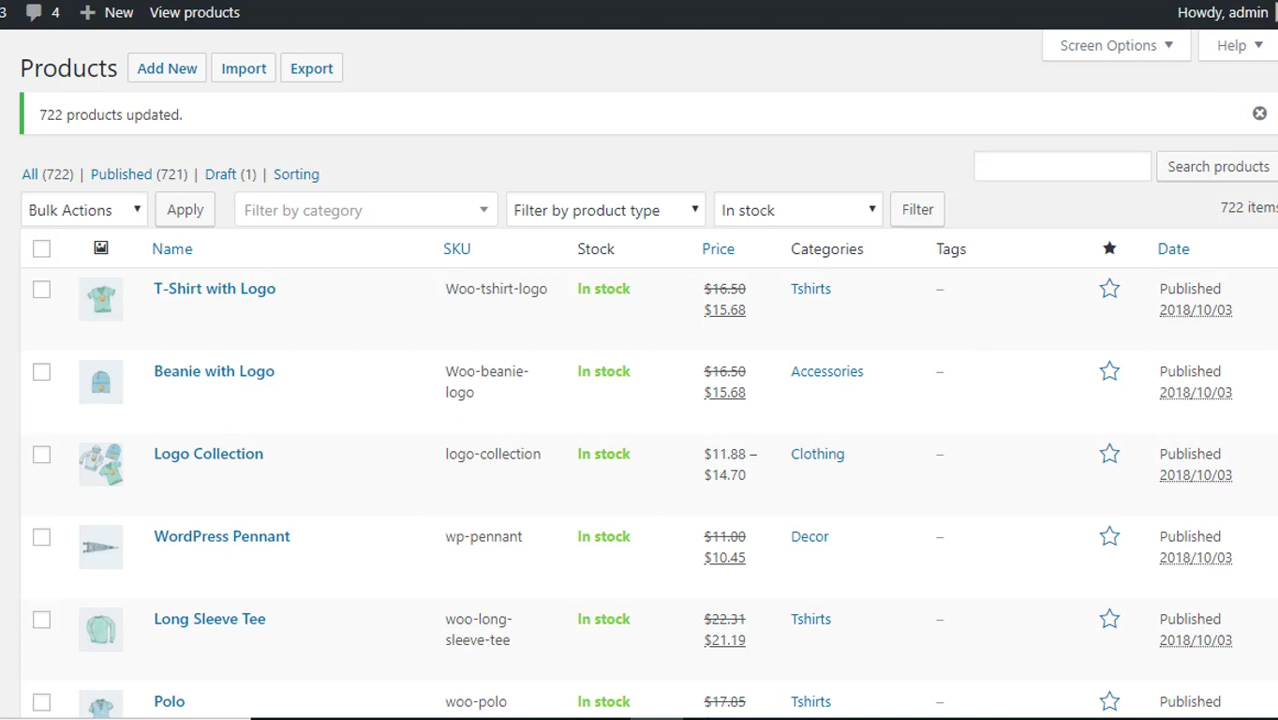 3 4 New View products Howdy, admin
Screen Options Help
Products Add New Import Export
722 products updated.
All (722) | Published (721) | Draft (1) | Sorting
Search products
Bulk Actions Apply Filter by category Filter by product type In stock Filter 722 items
Name SKU Stock Price Categories Tags Date
T-Shirt with Logo Woo-tshirt-logo In stock $16.50 Tshirts – Published
$15.68 2018/10/03
Beanie with Logo Woo-beanie- In stock $16.50 Accessories – Published
logo $15.68 2018/10/03
Logo Collection logo-collection In stock $11.88 – Clothing – Published
$14.70 2018/10/03
WordPress Pennant wp-pennant In stock $11.00 Decor – Published
$10.45 2018/10/03
Long Sleeve Tee woo-long- In stock $22.31 Tshirts – Published
sleeve-tee $21.19 2018/10/03
Polo woo-polo In stock $17.85 Tshirts – Published